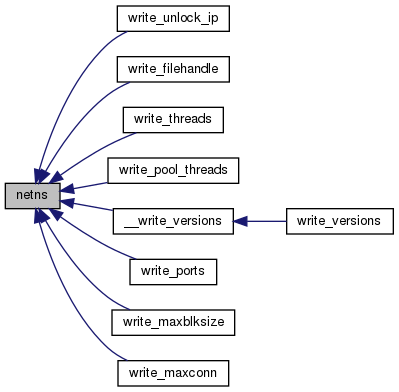 write_unlock_ip
write_filehandle
write_threads
write_pool_threads
netns
__write_versions
write_versions
write_ports
write_maxblksize
write_maxconn